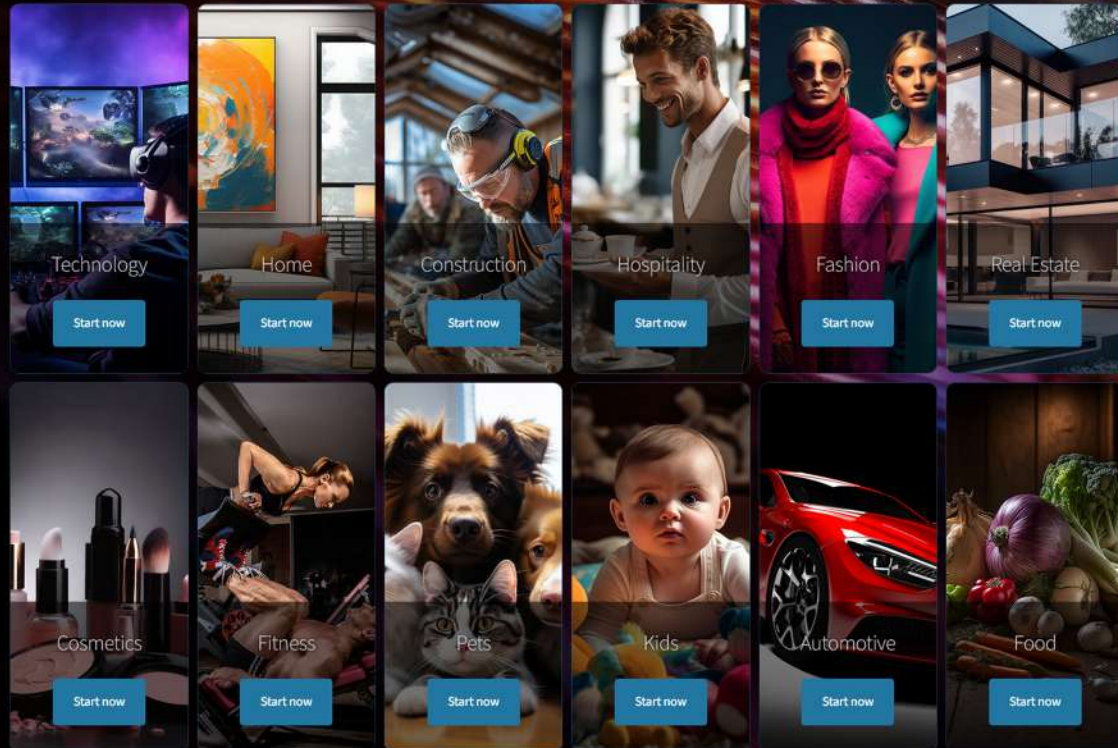 Technology
Home
Construction
Hospitality
Fashion
Real Estate
Start now
Start now
Start now
Start now
Start now
Start now
Cosmetics
Fitness
Pets
Kids
Automotive
Food
Start now
Start now
Start now
Start now
Start now
Start now